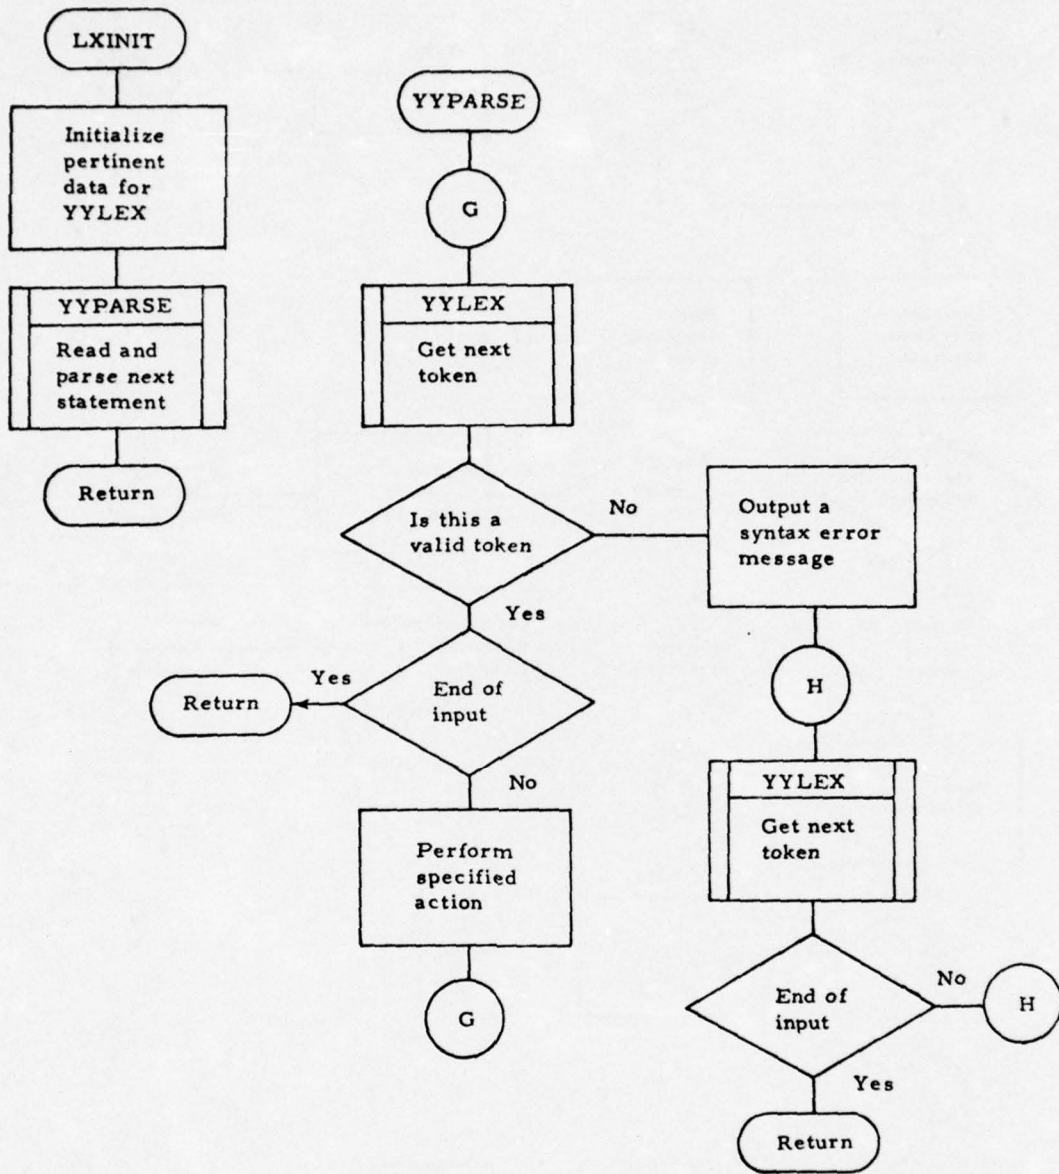 LXINIT
Initialize
pertinent
data for
YYLEX
YYPARSE
Read and
parse next
statement
Return
YYPARSE
G
YYLEX
Get next
token
Is this a
valid token
No
Yes
End of
input
Yes
Return
No
Perform
specified
action
G
Output a
syntax error
message
H
YYLEX
Get next
token
End of
input
No
H
Yes
Return